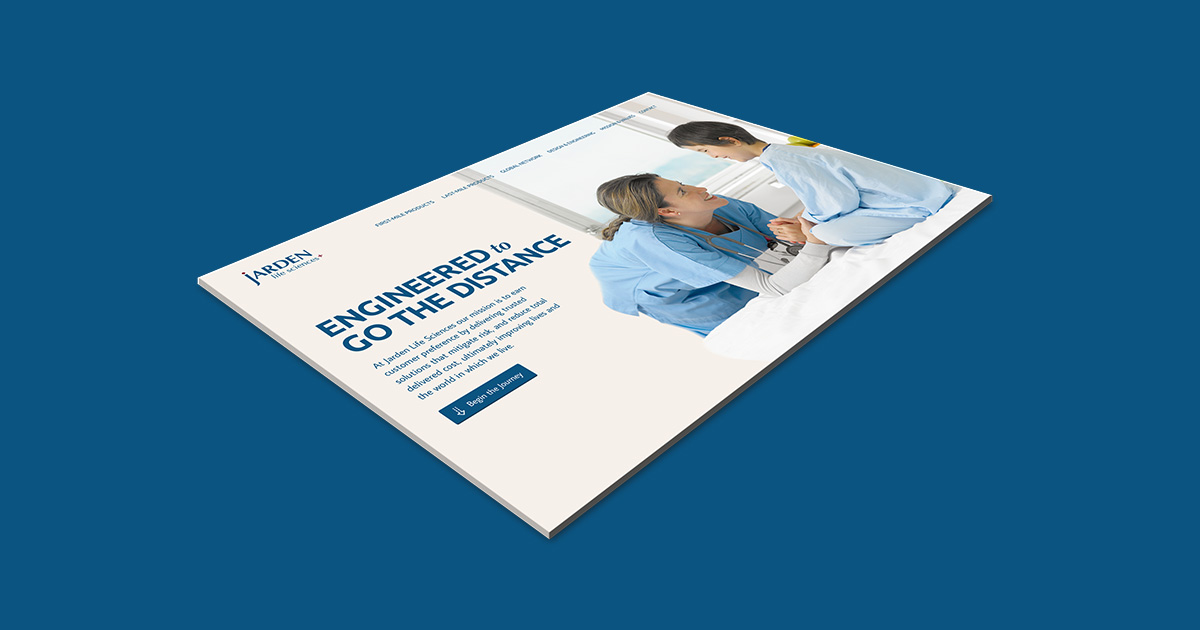 FIRST-MILE PRODUCTS LAST-MILE PRODUCTS GLOBAL NETWORK DESIGN & ENGINEERING MISSION & VALUES CONTACT
JARDEN
life sciences+
ENGINEERED to
GO THE DISTANCE
At Jarden Life Sciences our mission is to earn
customer preference by delivering trusted
solutions that mitigate risk, and reduce total
delivered cost, ultimately improving lives and
the world in which we live.
Begin the Journey